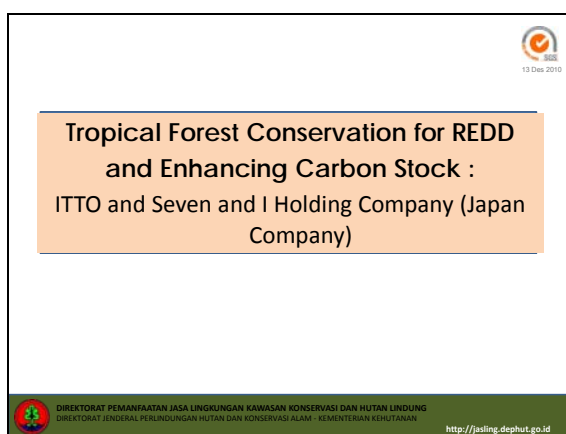 SGS
13 Des 2010
Tropical Forest Conservation for REDD
and Enhancing Carbon Stock :
ITTO and Seven and I Holding Company (Japan
Company)
DIREKTORAT PEMANFAATAN JASA LINGKUNGAN KAWASAN KONSERVASI DAN HUTAN LINDUNG
DIREKTORAT JENDERAL PERLINDUNGAN HUTAN DAN KONSERVASI ALAM - KEMENTERIAN KEHUTANAN
http://jasling.dephut.go.id